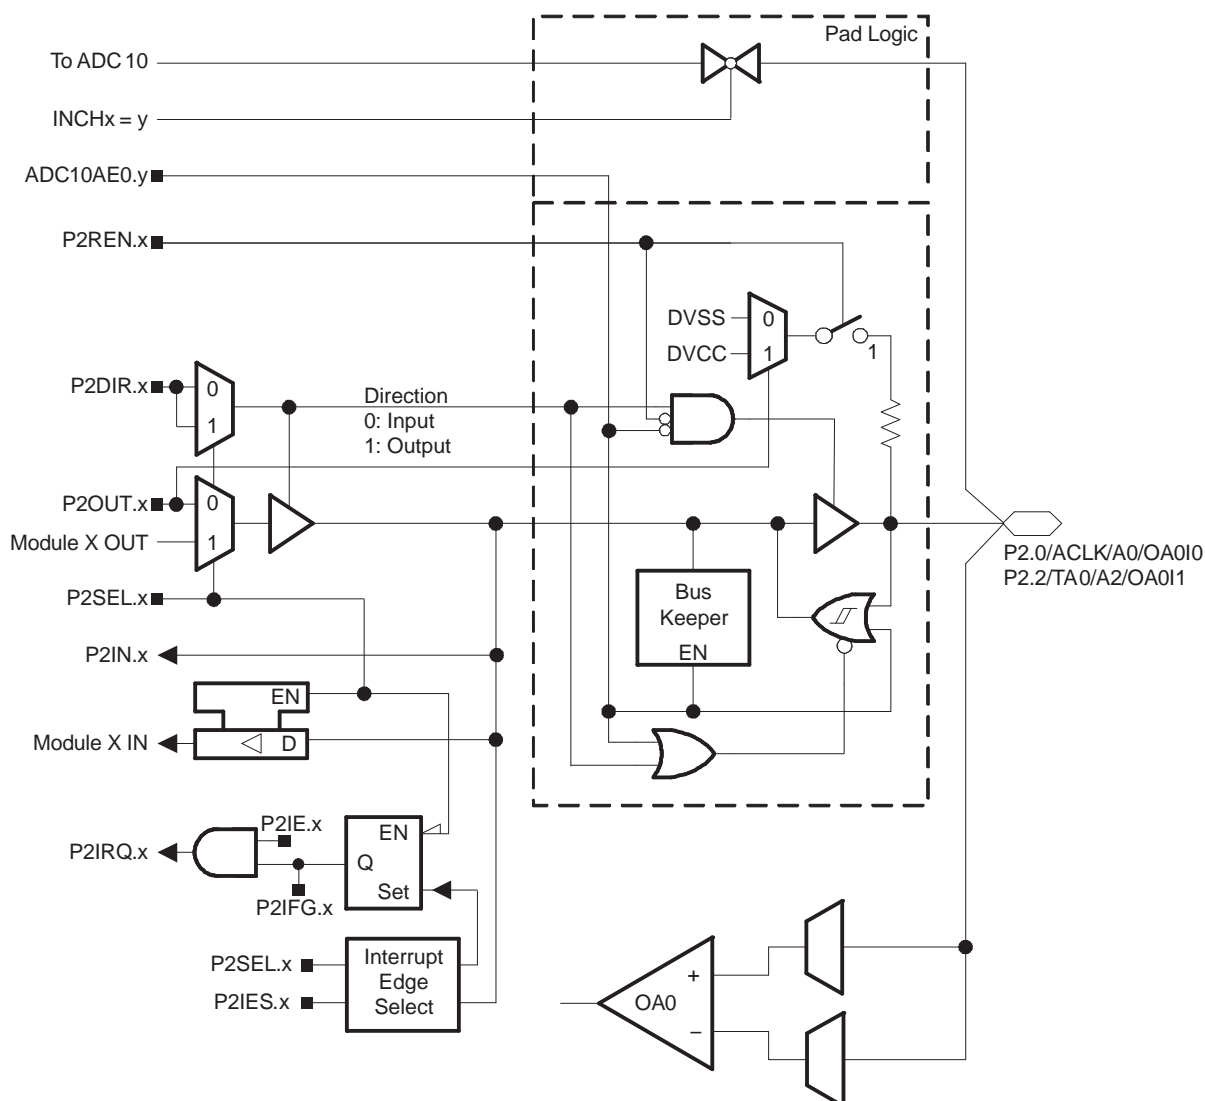 Pad Logic
To ADC 10
INCHx = y
ADC10AE0.y
P2REN.x
DVSS
0
DVCC
1
1
P2DIR.x
0
1
Direction
0: Input
1: Output
P2OUT.x
0
Module X OUT
1
P2SEL.x
P2.0/ACLK/A0/OA0I0
P2.2/TA0/A2/OA0I1
Bus
Keeper
EN
P2IN.x
EN
Module X IN
D
P2IE.x
P2IRQ.x
EN
Q
Set
P2IFG.x
P2SEL.x
P2IES.x
Interrupt
Edge
Select
+
OA0
−